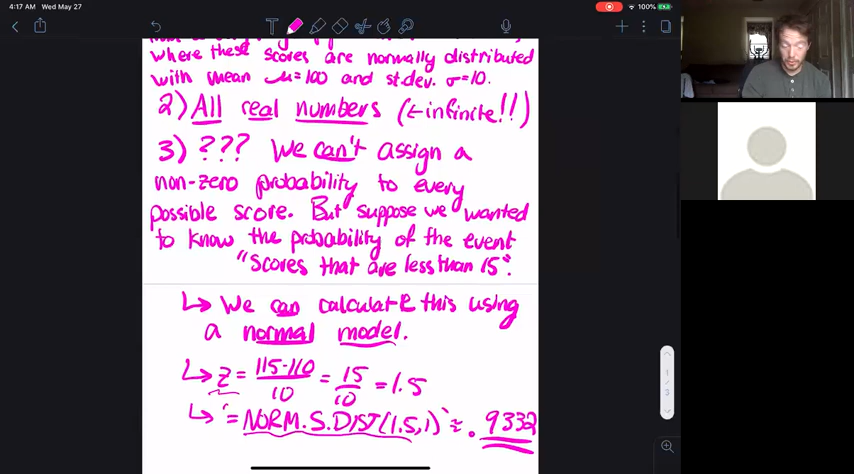 4:17 AM Wed May 27
100%
where these scores are normally distributed
with mean μ=100 and st.dev. σ=10.
2) All real numbers (←infinite!!)
3) ??? We can't assign a
non-zero probability to every
possible score. But suppose we wanted
to know the probability of the event
"Scores that are less than 15".
↳ We can calculate this using
a normal model.
↳ z = 115-110/10 = 15/10 = 1.5
↳ "=NORM.S.DIST(1.5,1)" ≈ .9332
1/3